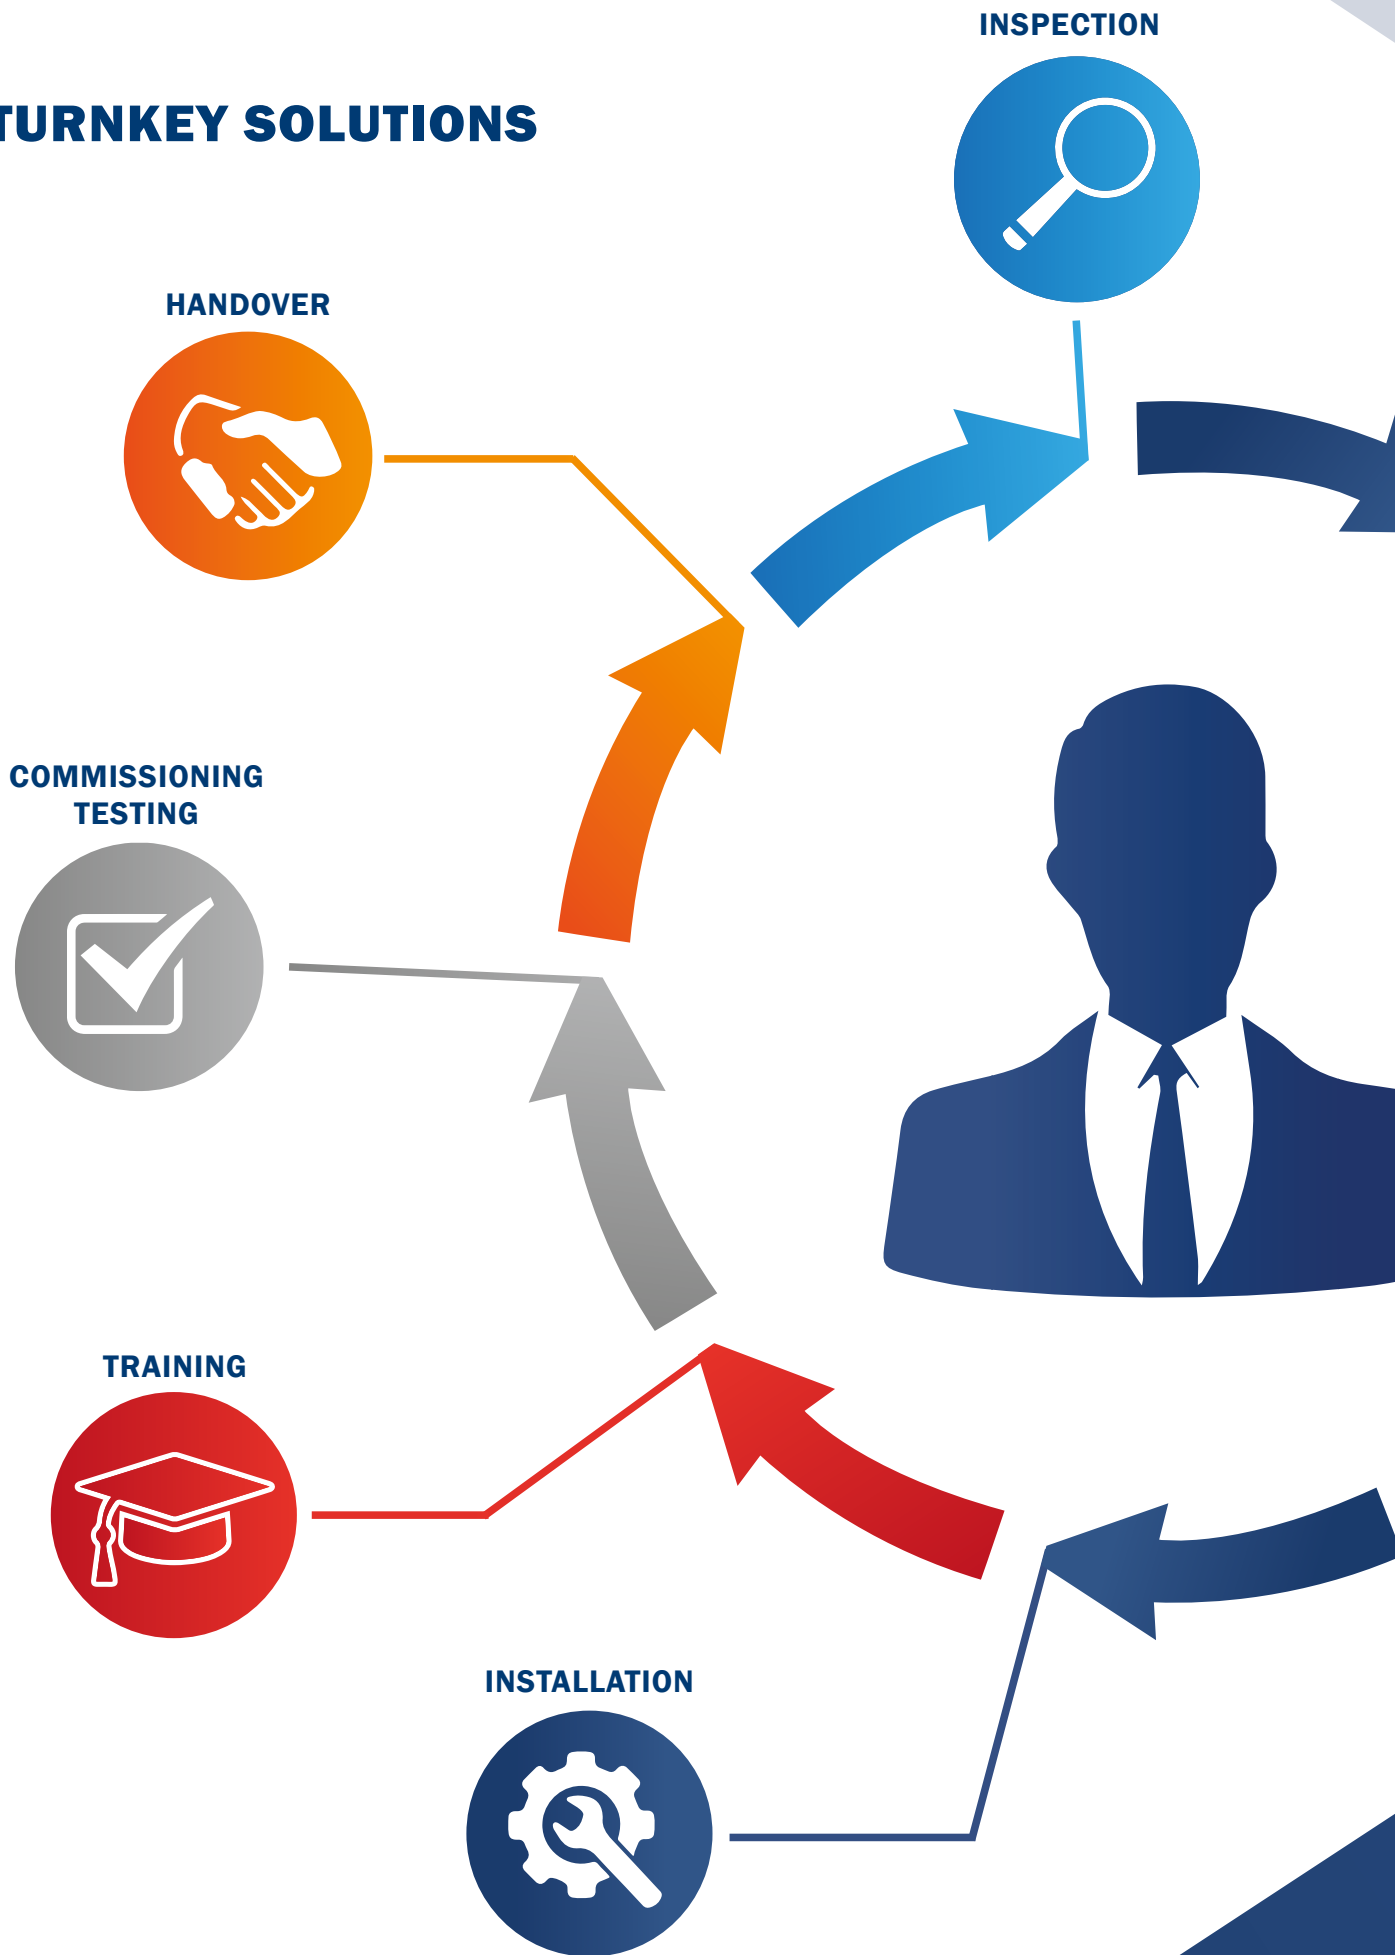 INSPECTION
TURNKEY SOLUTIONS
HANDOVER
COMMISSIONING
TESTING
TRAINING
INSTALLATION